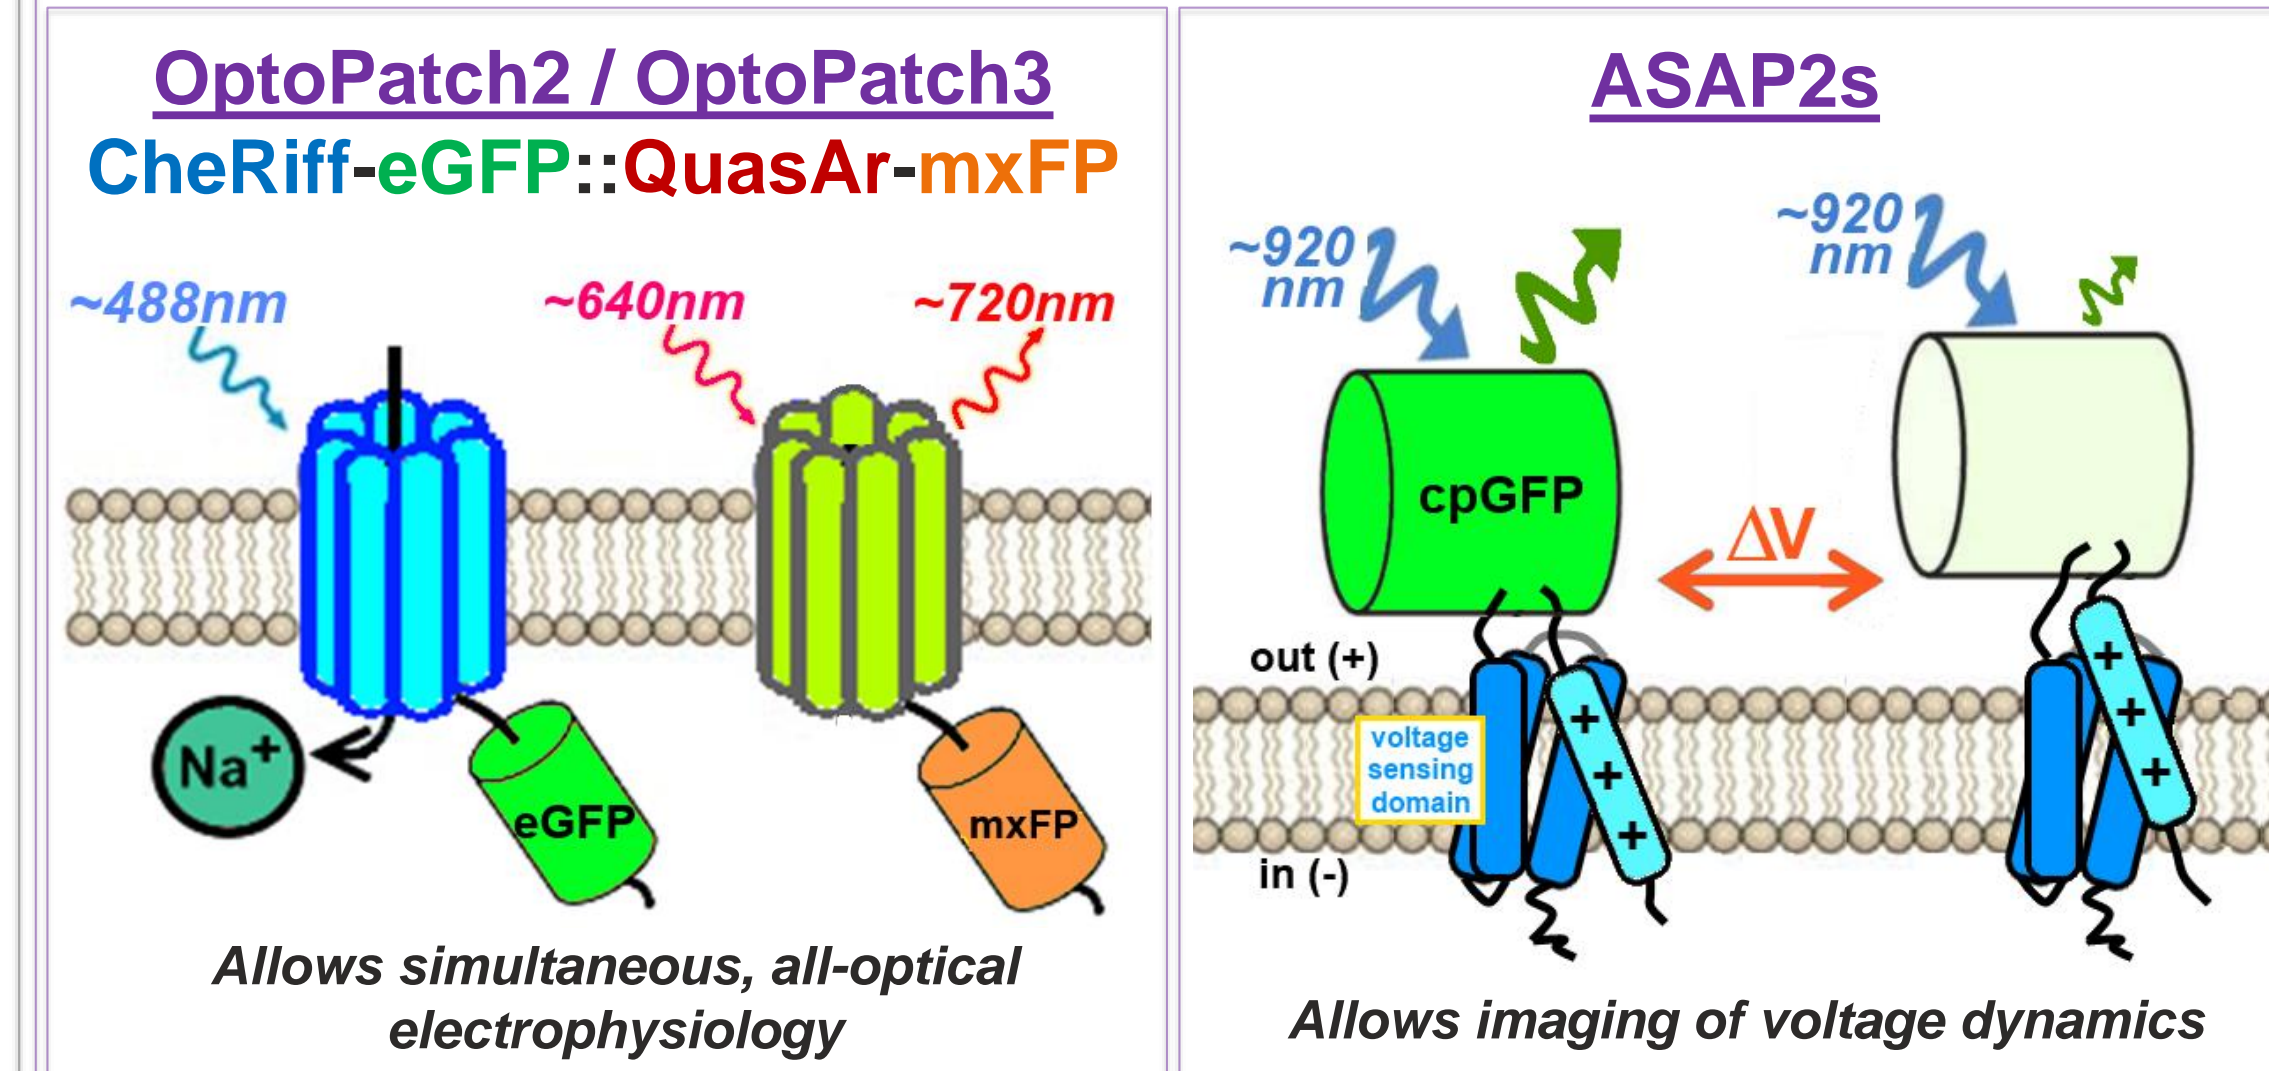 OptoPatch2 / OptoPatch3
CheRiff-eGFP::QuasAr-mxFP
~488nm
~640nm
~720nm
Na+
eGFP
mxFP
Allows simultaneous, all-optical
electrophysiology
ASAP2s
~920
nm
~920
nm
cpGFP
ΔV
out (+)
voltage
sensing
domain
in (-)
+
+
+
+
+
+
Allows imaging of voltage dynamics